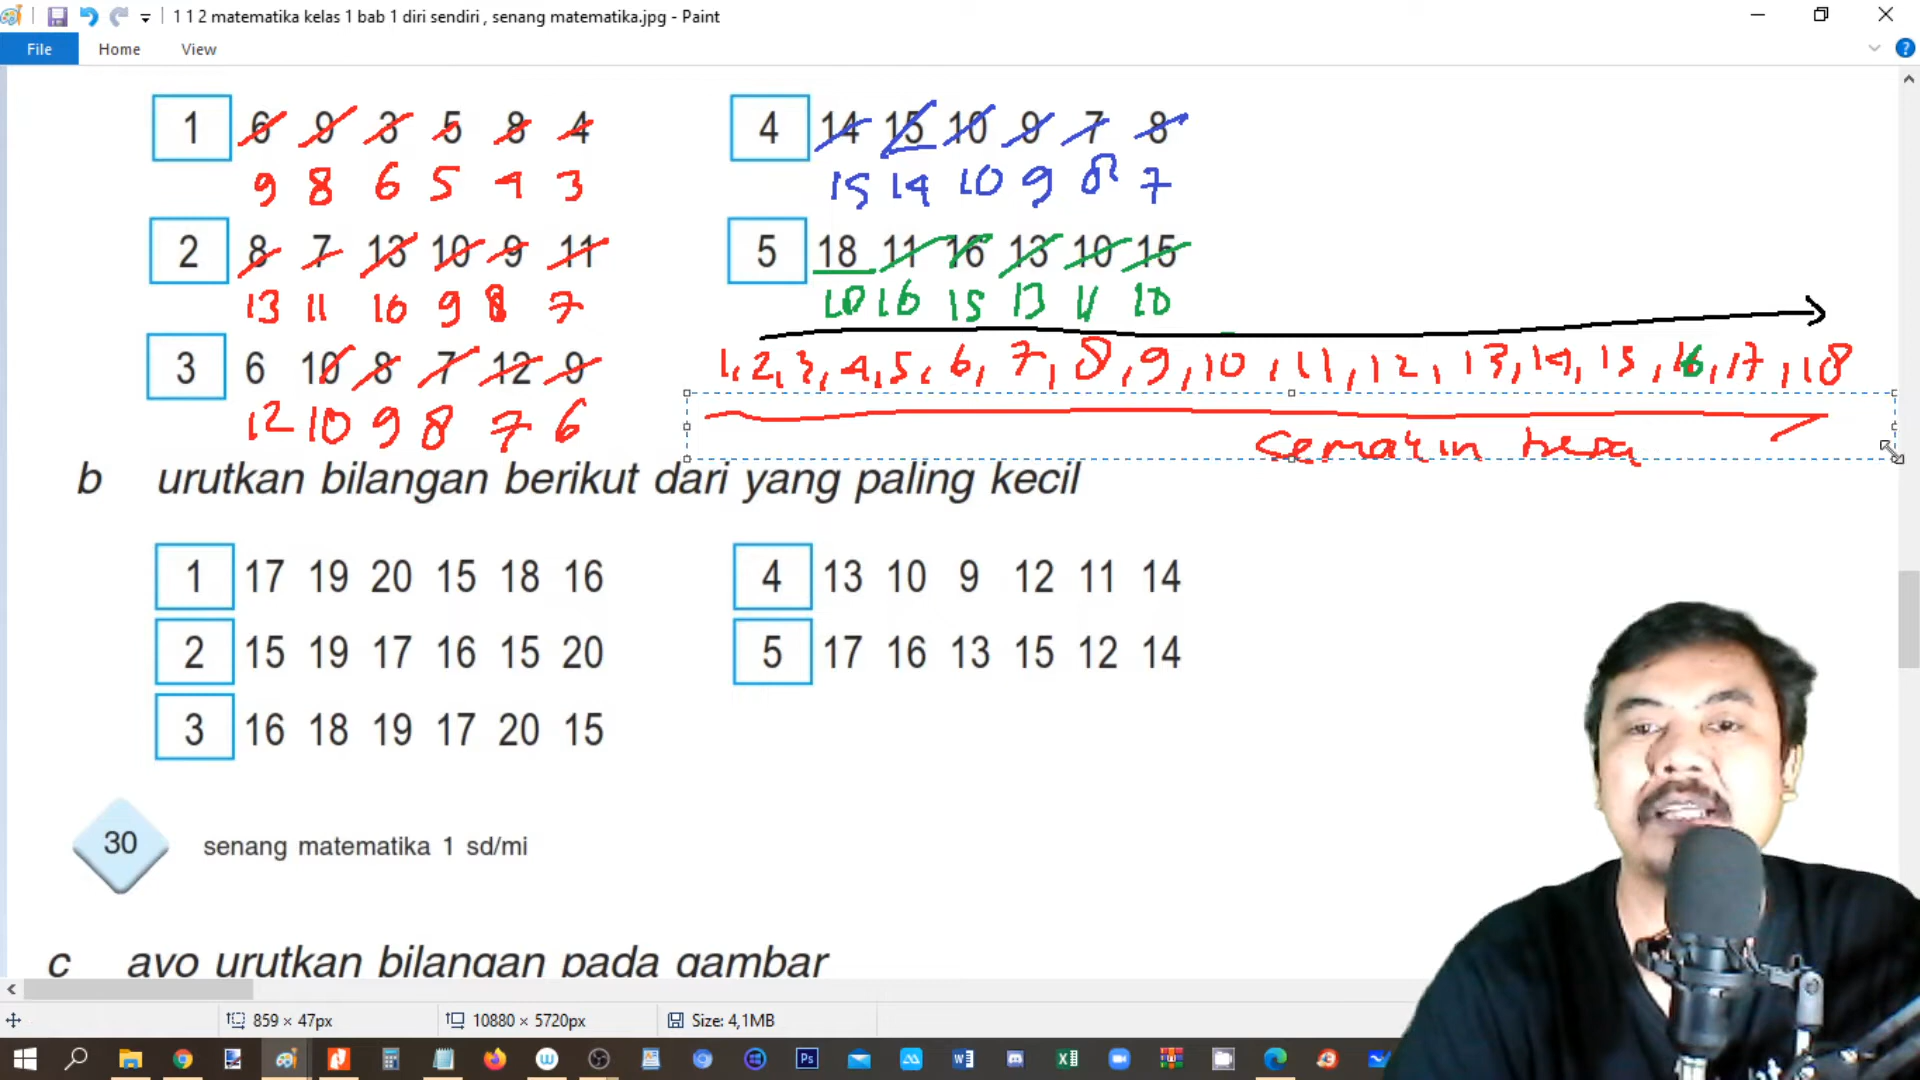 1 1 2 matematika kelas 1 bab 1 diri sendiri , senang matematika.jpg - Paint
File Home View
1 6 9 3 5 8 4
9 8 6 5 4 3
2 8 7 13 10 9 11
13 11 10 9 8 7
3 6 10 8 7 12 9
12 10 9 8 7 6
4 14 15 10 9 7 8
15 14 10 9 8 7
5 18 11 16 13 10 15
18 16 15 13 11 10
1, 2, 3, 4, 5, 6, 7, 8, 9, 10, 11, 12, 13, 14, 15, 16, 17, 18
semakin
b urutkan bilangan berikut dari yang paling kecil
1 17 19 20 15 18 16
2 15 19 17 16 15 20
3 16 18 19 17 20 15
4 13 10 9 12 11 14
5 17 16 13 15 12 14
30 senang matematika 1 sd/mi
c ayo urutkan bilangan pada gambar
859 × 47px 10880 × 5720px Size: 4,1MB